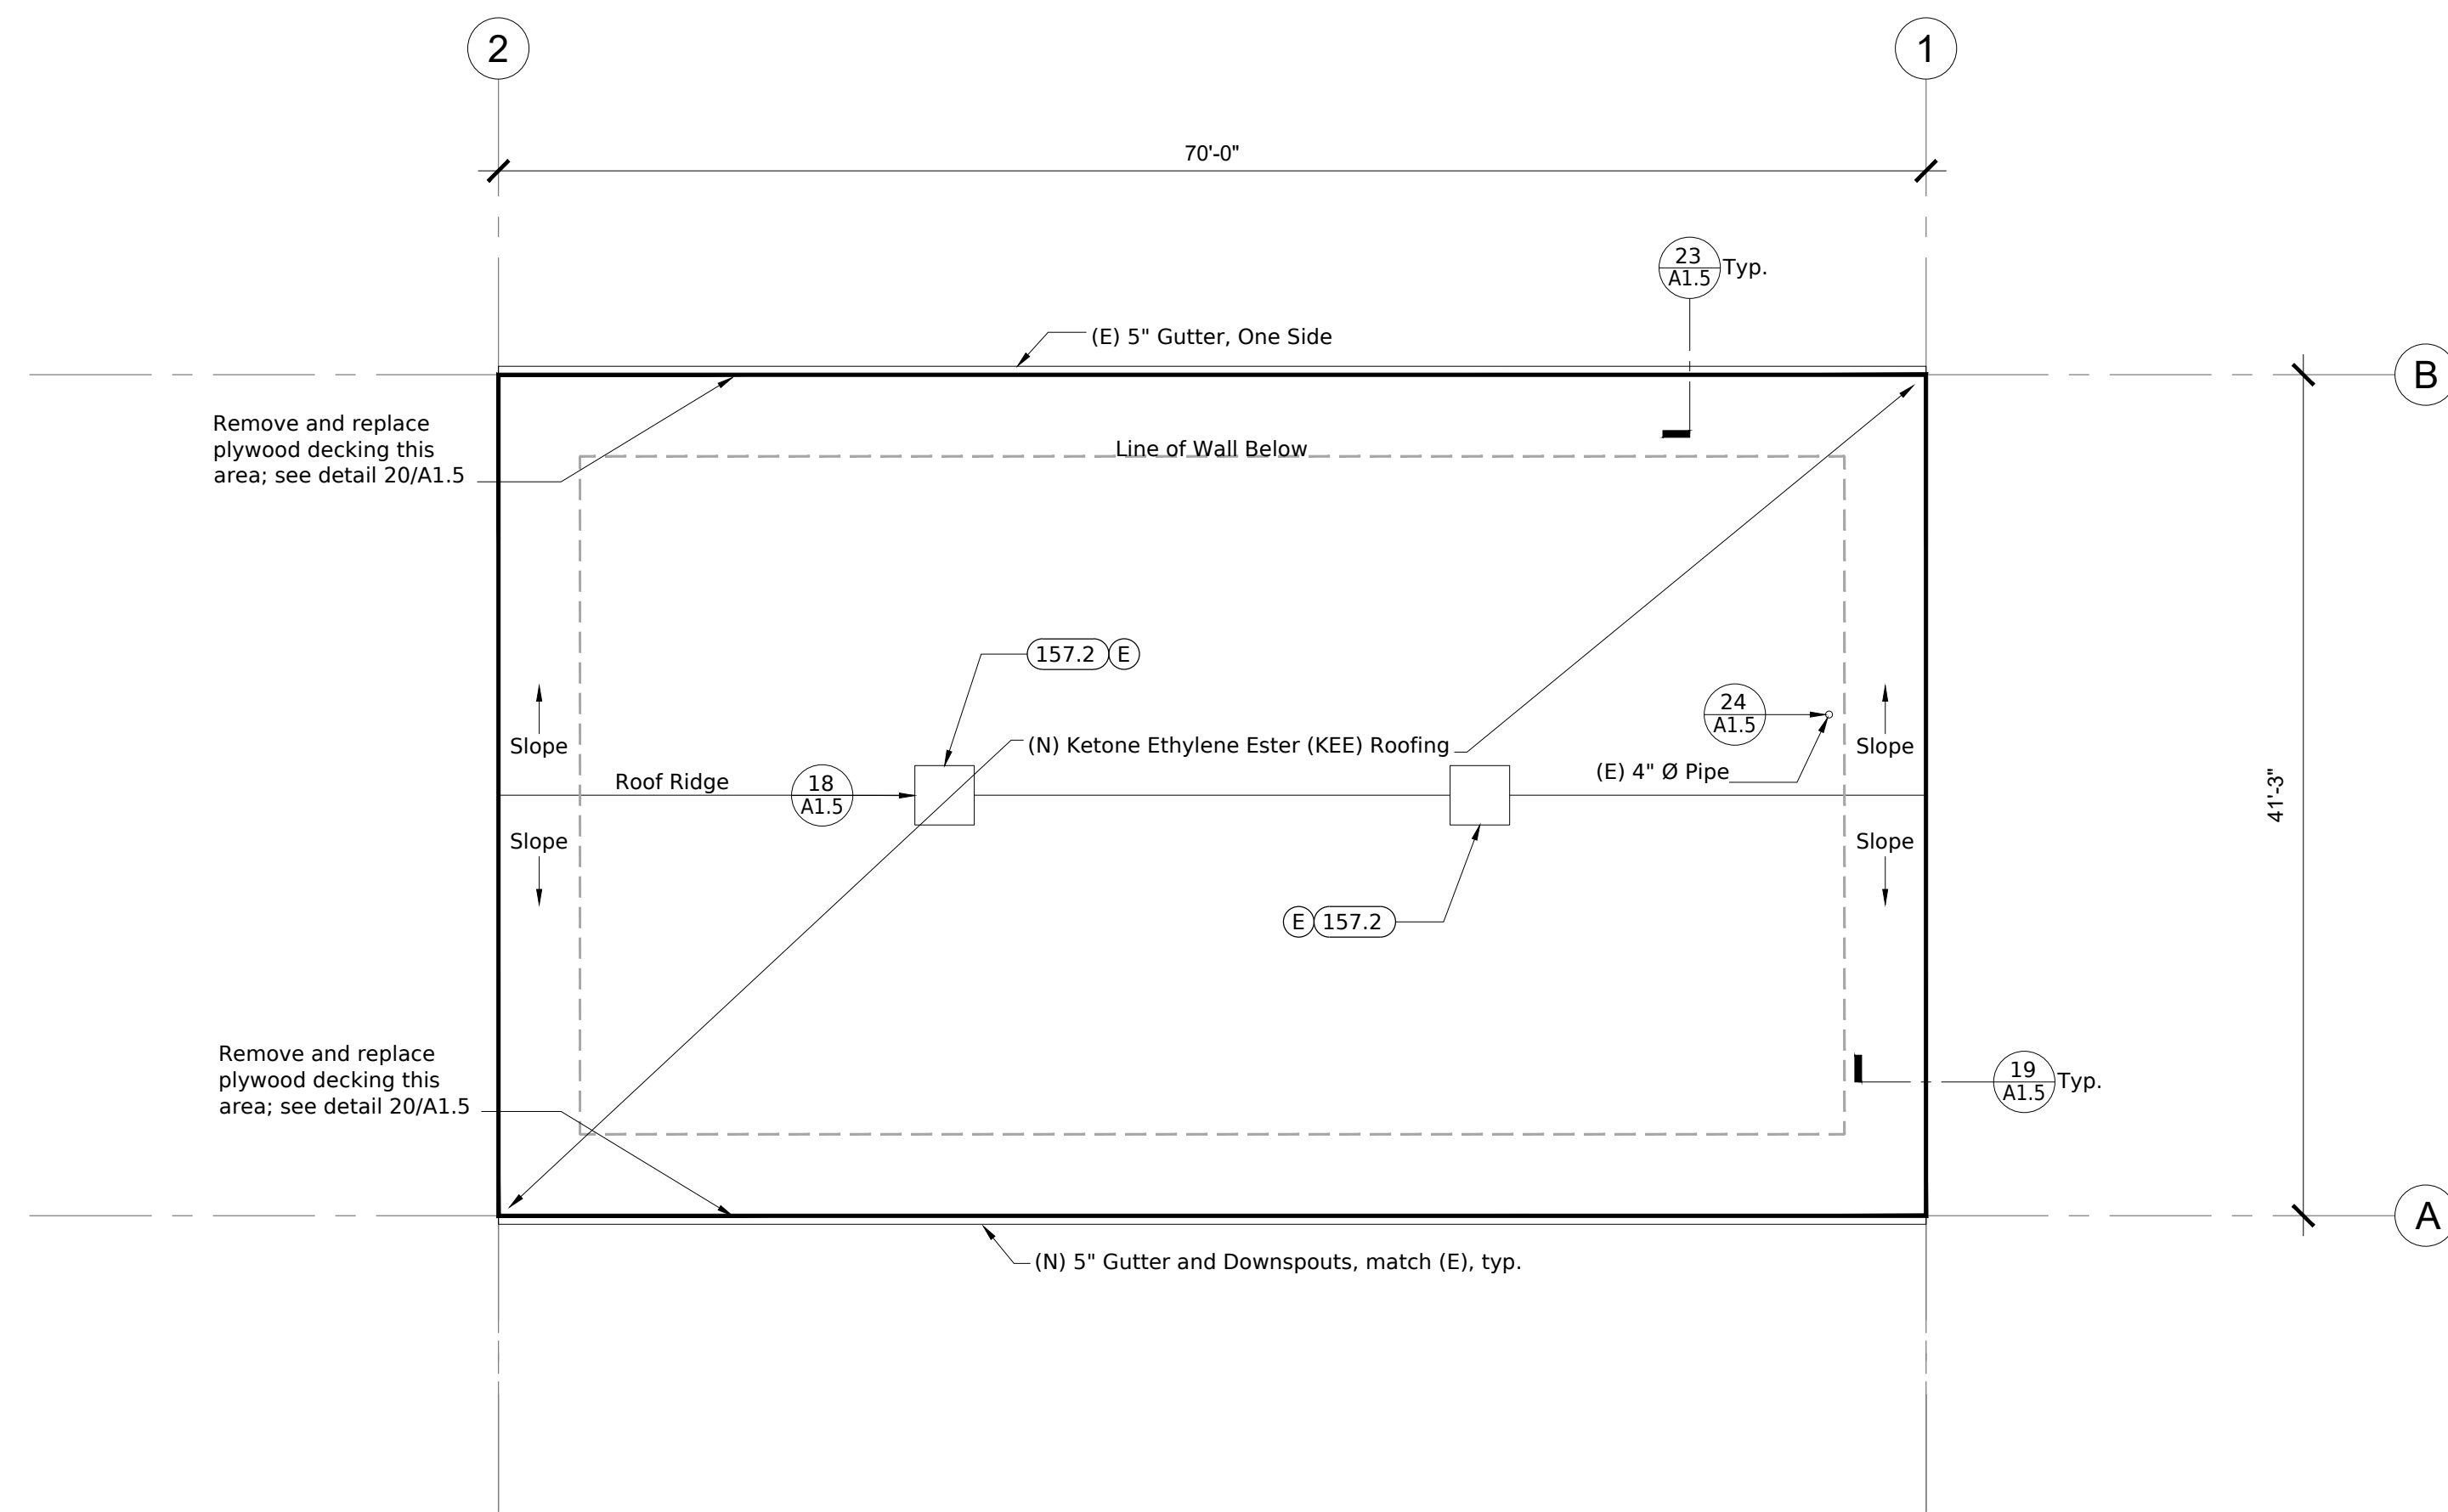 2
1
70'-0"
23
A1.5
Typ.
(E) 5" Gutter, One Side
B
Remove and replace
plywood decking this
area; see detail 20/A1.5
Line of Wall Below
157.2
E
24
A1.5
Slope
(N) Ketone Ethylene Ester (KEE) Roofing
Slope
(E) 4" Ø Pipe
Roof Ridge
18
A1.5
41'-3"
Slope
Slope
E
157.2
Remove and replace
plywood decking this
area; see detail 20/A1.5
19
A1.5
Typ.
A
(N) 5" Gutter and Downspouts, match (E), typ.